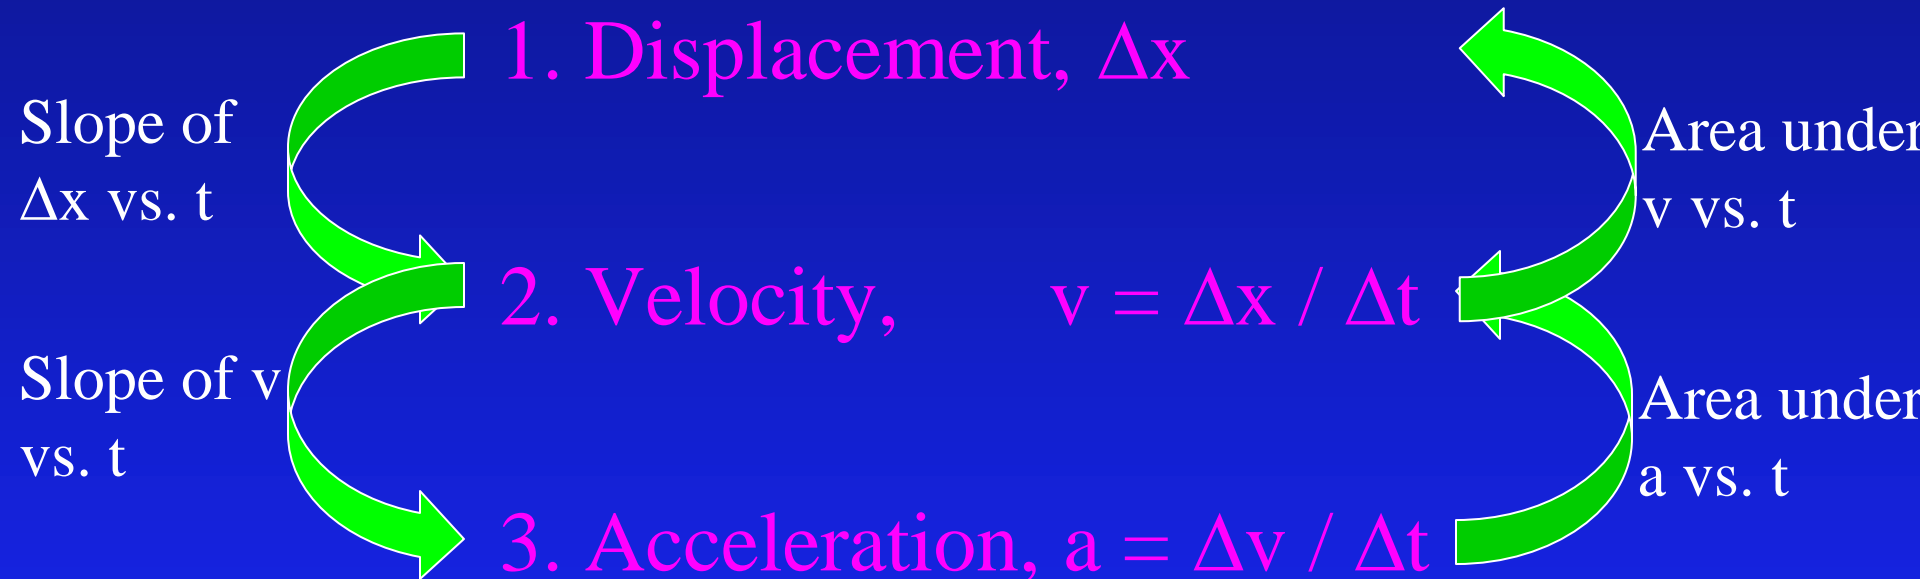 1. Displacement, Δx
Slope of
Δx vs. t
Area under
v vs. t
2. Velocity, v = Δx / Δt
Slope of v
vs. t
Area under
a vs. t
3. Acceleration, a = Δv / Δt